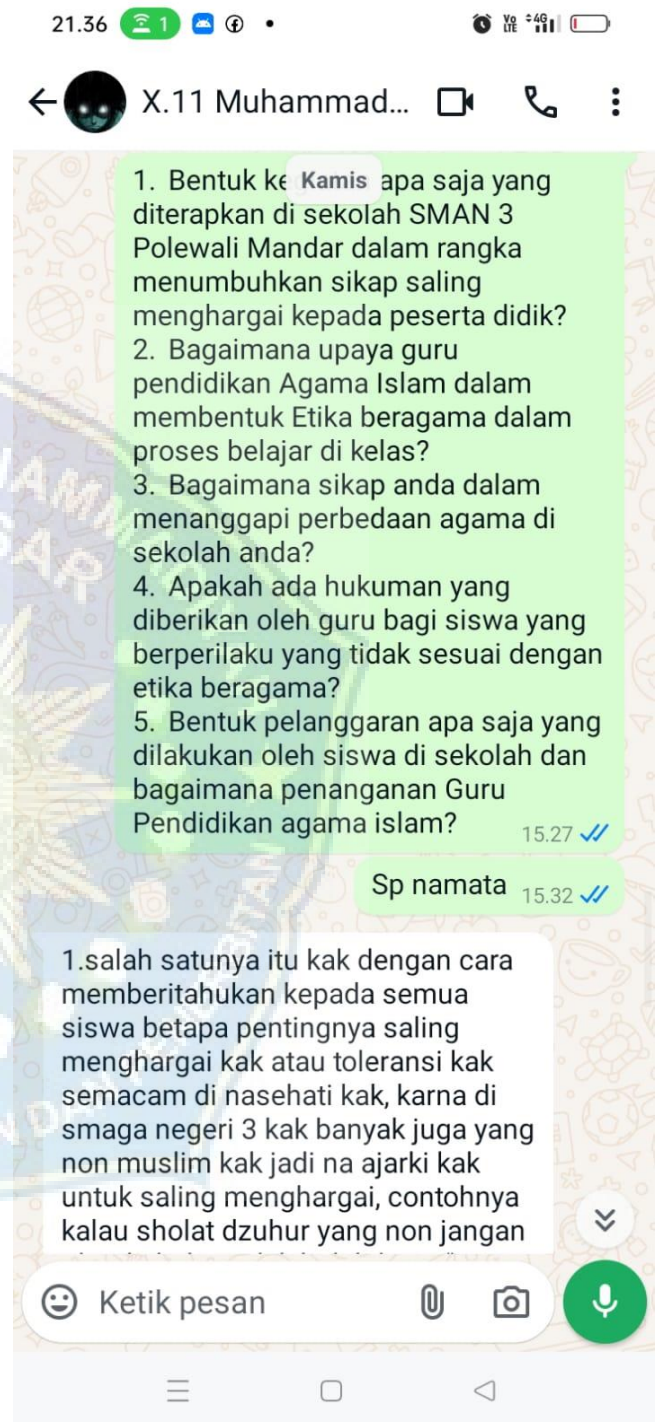 21.36 1 Vo LTE 4G
X.11 Muhammad...
1. Bentuk ke Kamis apa saja yang
diterapkan di sekolah SMAN 3
Polewali Mandar dalam rangka
menumbuhkan sikap saling
menghargai kepada peserta didik?
2. Bagaimana upaya guru
pendidikan Agama Islam dalam
membentuk Etika beragama dalam
proses belajar di kelas?
3. Bagaimana sikap anda dalam
menanggapi perbedaan agama di
sekolah anda?
4. Apakah ada hukuman yang
diberikan oleh guru bagi siswa yang
berperilaku yang tidak sesuai dengan
etika beragama?
5. Bentuk pelanggaran apa saja yang
dilakukan oleh siswa di sekolah dan
bagaimana penanganan Guru
Pendidikan agama islam? 15.27
Sp namata 15.32
1.salah satunya itu kak dengan cara
memberitahukan kepada semua
siswa betapa pentingnya saling
menghargai kak atau toleransi kak
semacam di nasehati kak, karna di
smaga negeri 3 kak banyak juga yang
non muslim kak jadi na ajarki kak
untuk saling menghargai, contohnya
kalau sholat dzuhur yang non jangan
Ketik pesan